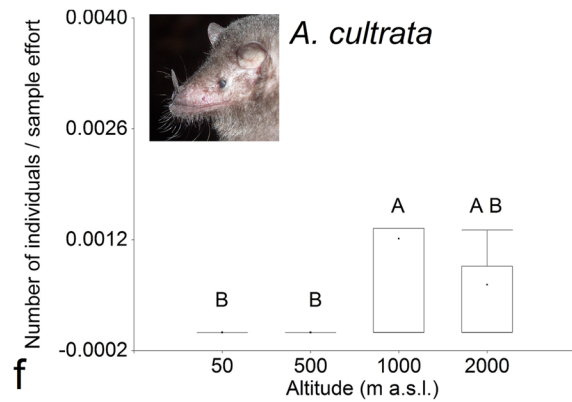 A. cultrata
Number of individuals / sample effort
0.0040
0.0026
0.0012
-0.0002
B
B
A
A B
50
500
1000
2000
Altitude (m a.s.l.)
f